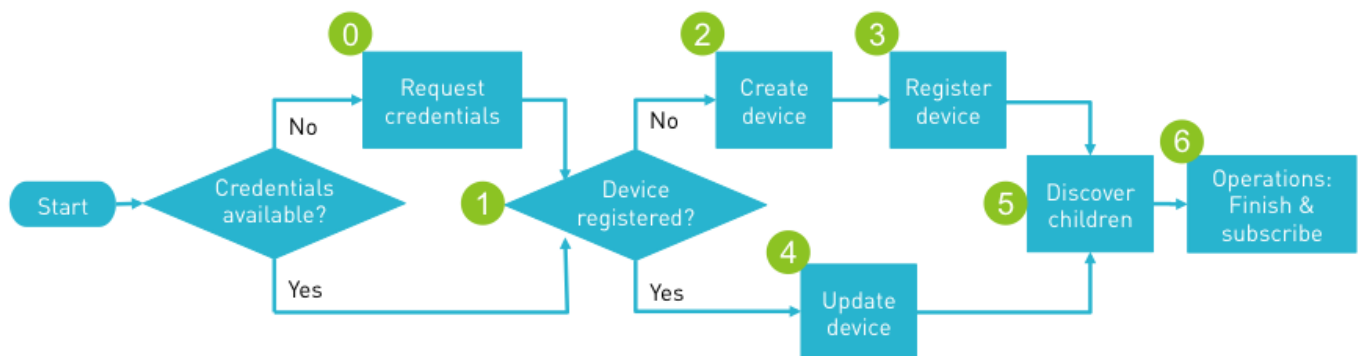 0
Request
credentials
No
Start
Credentials
available?
Yes
1
Device
registered?
No
2
Create
device
3
Register
device
Yes
4
Update
device
5
Discover
children
6
Operations:
Finish &
subscribe